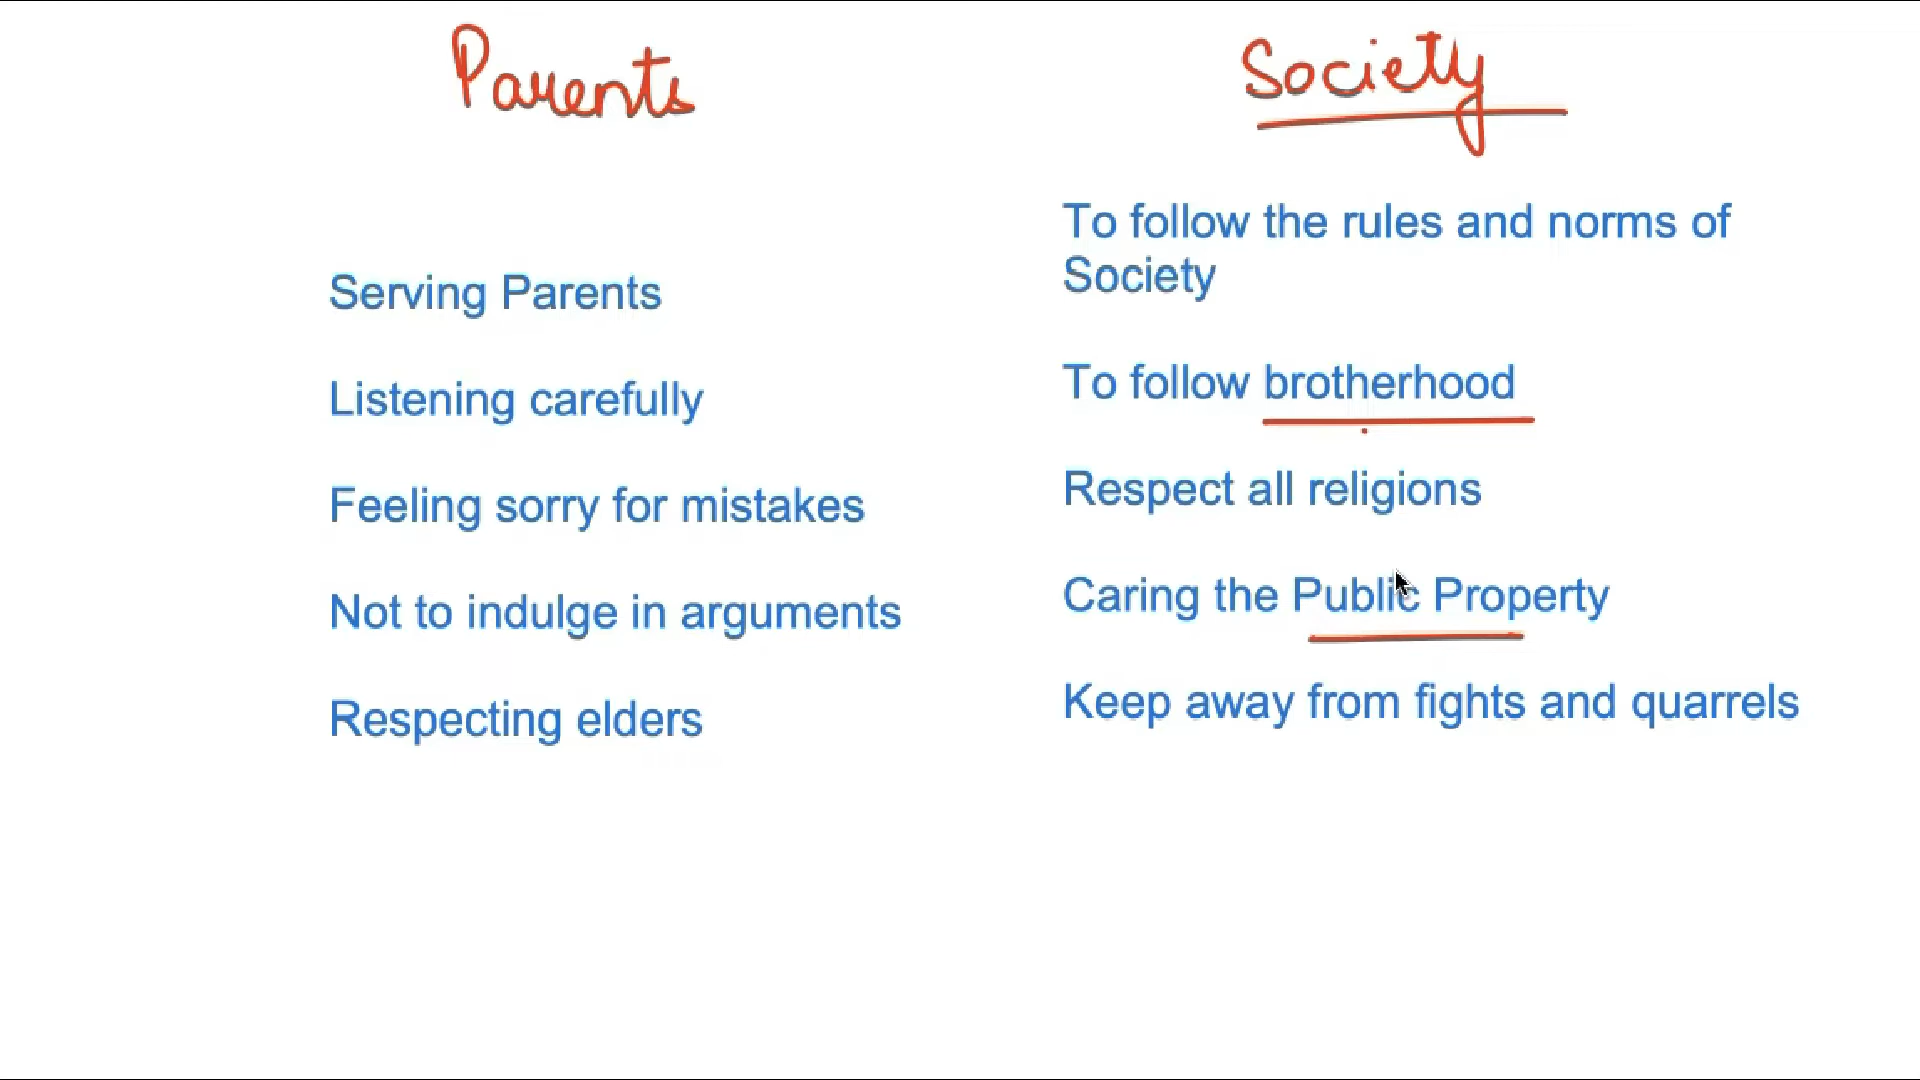 Parents
Serving Parents
Listening carefully
Feeling sorry for mistakes
Not to indulge in arguments
Respecting elders
Society
To follow the rules and norms of
Society
To follow brotherhood
Respect all religions
Caring the Public Property
Keep away from fights and quarrels